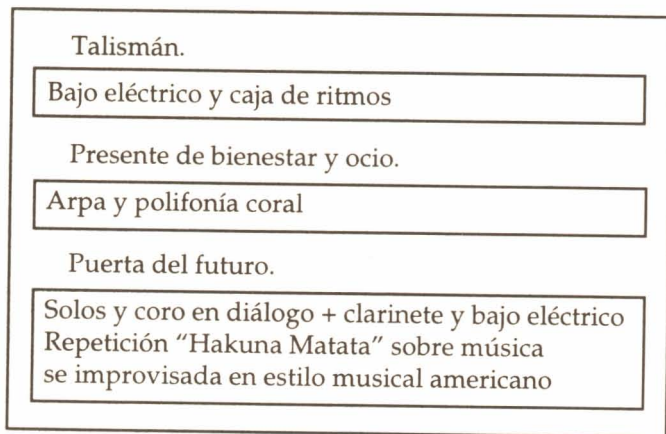 Talismán.
Bajo eléctrico y caja de ritmos
Presente de bienestar y ocio.
Arpa y polifonía coral
Puerta del futuro.
Solos y coro en diálogo + clarinete y bajo eléctrico
Repetición "Hakuna Matata" sobre música
se improvisada en estilo musical americano